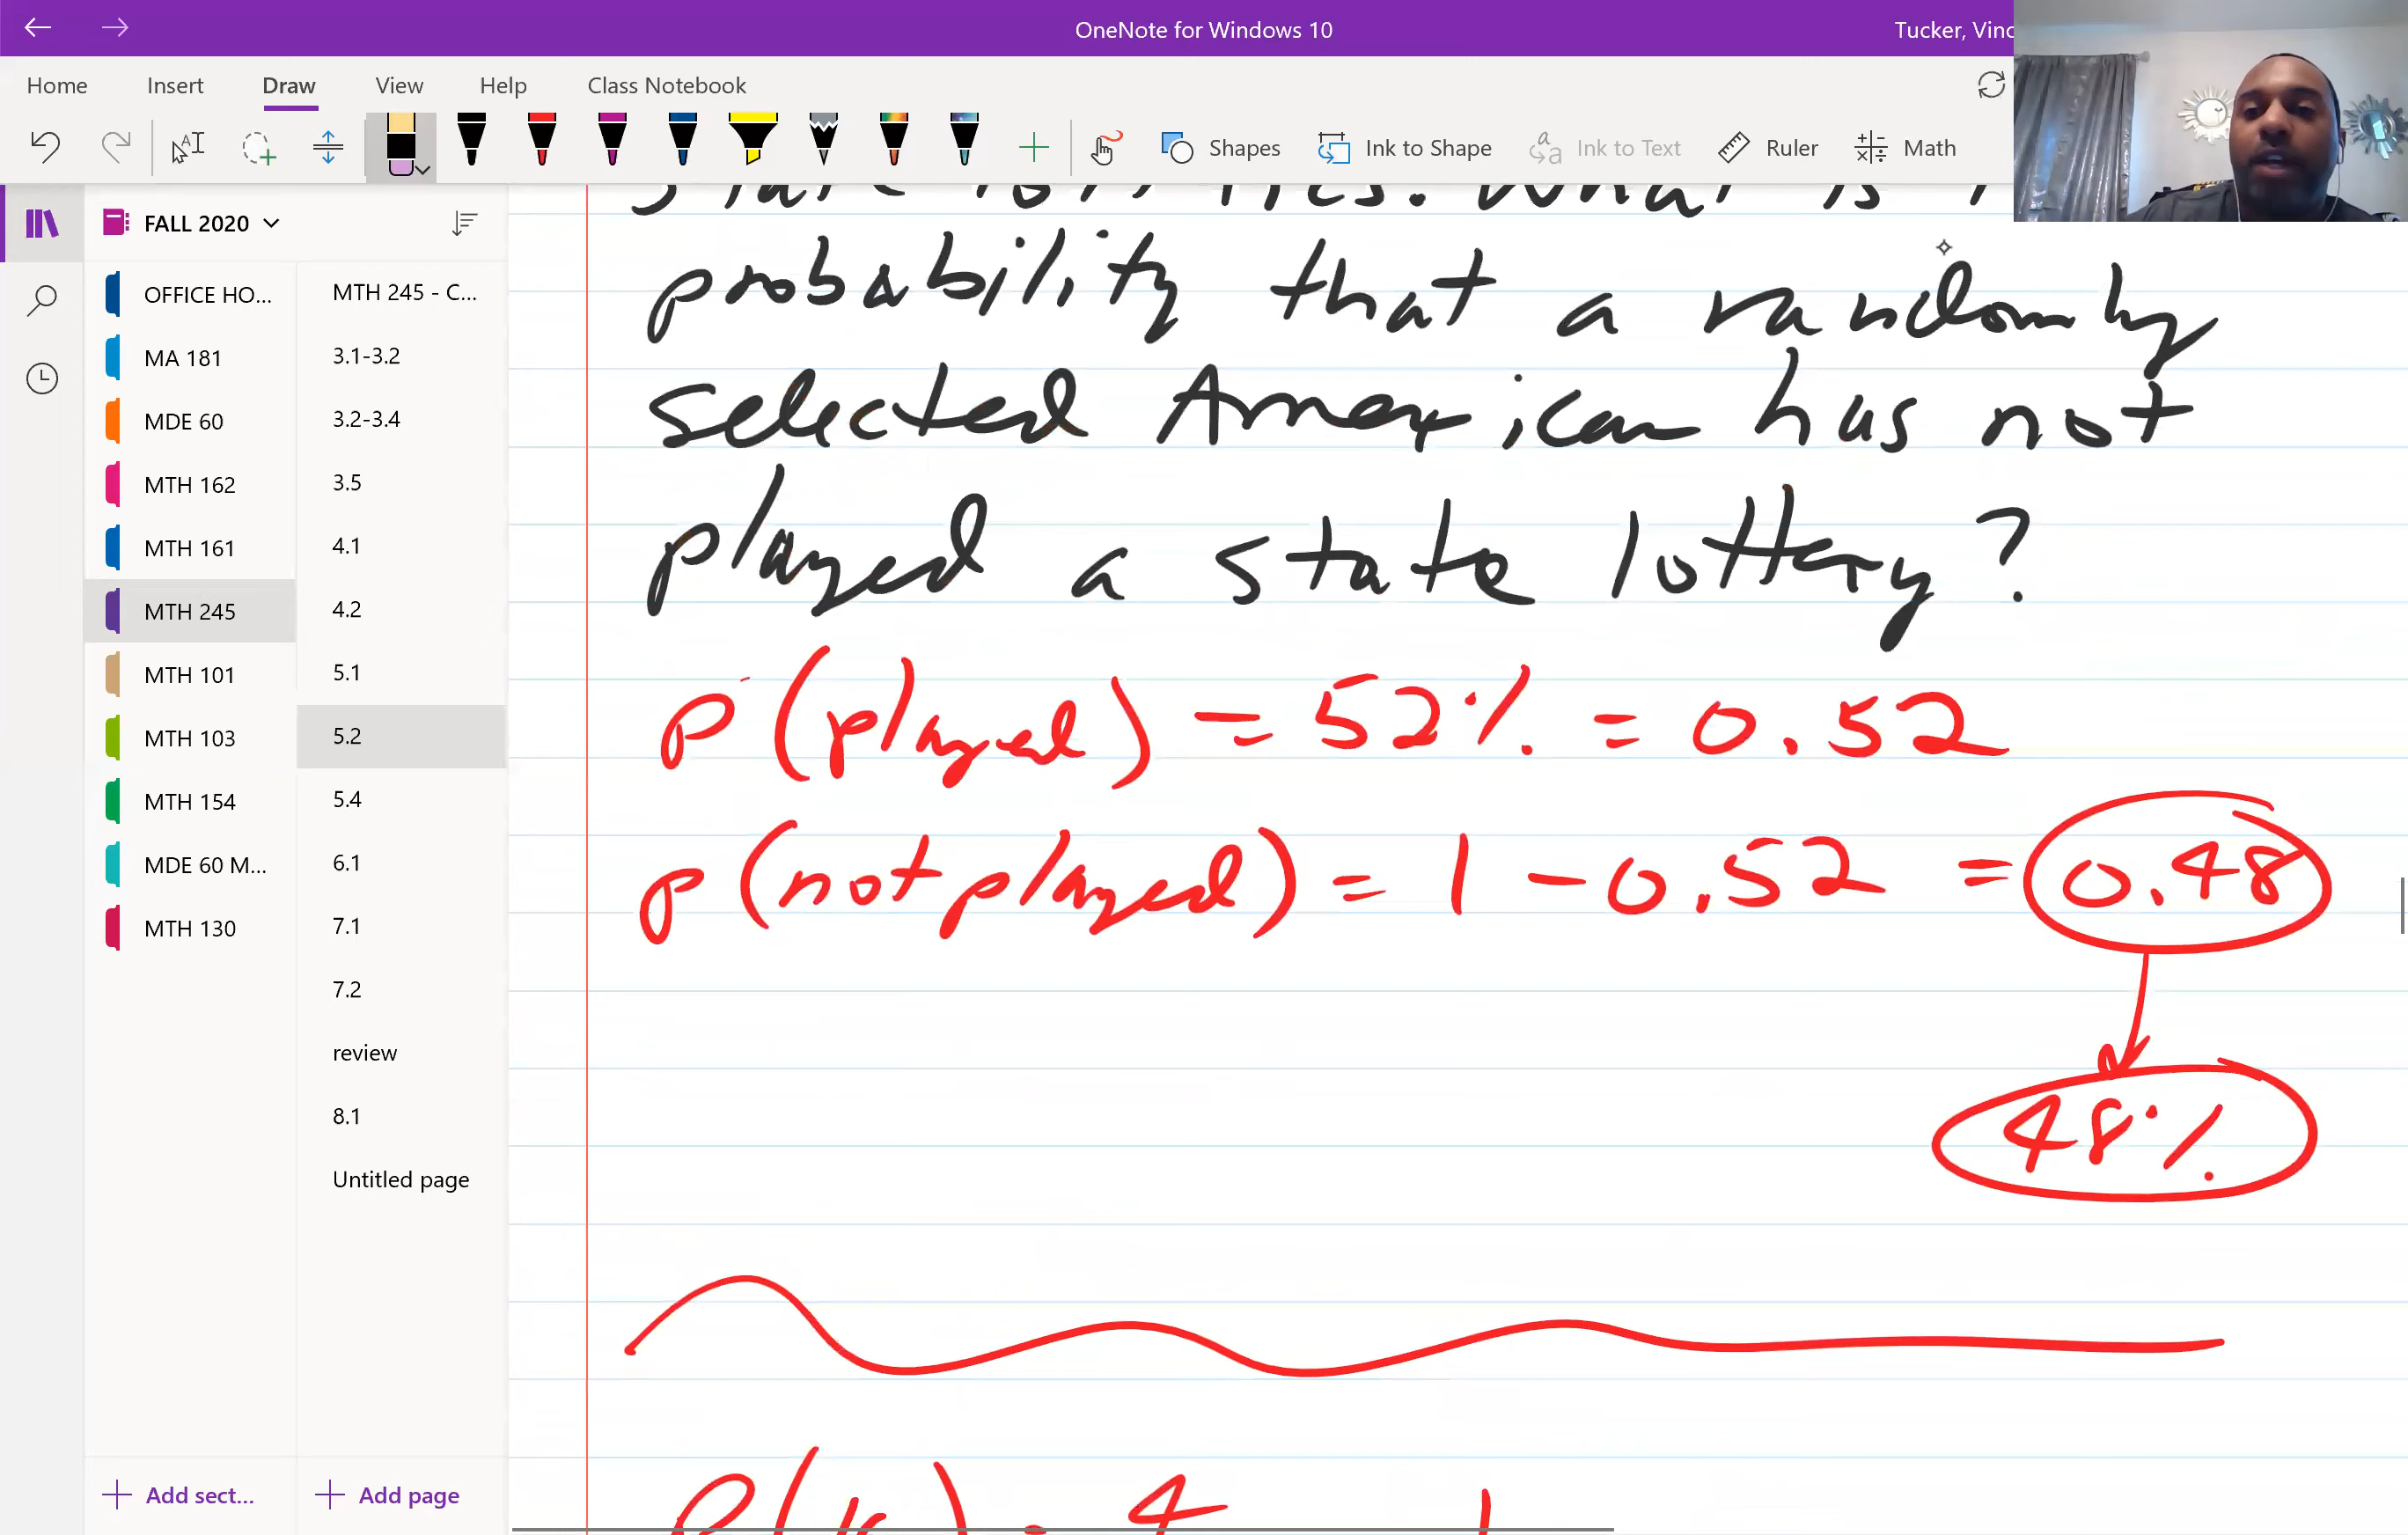 OneNote for Windows 10
Tucker, Vinc
Home Insert Draw View Help Class Notebook
Shapes Ink to Shape Ink to Text Ruler Math
FALL 2020
OFFICE HO...
MA 181
MDE 60
MTH 162
MTH 161
MTH 245
MTH 101
MTH 103
MTH 154
MDE 60 M...
MTH 130
Add sect...
MTH 245 - C...
3.1-3.2
3.2-3.4
3.5
4.1
4.2
5.1
5.2
5.4
6.1
7.1
7.2
review
8.1
Untitled page
Add page
state lotteries. What is
probability that a randomly
selected American has not
played a state lottery?
P(played) = 52% = 0.52
P(not played) = 1 - 0.52 = 0.48
48%